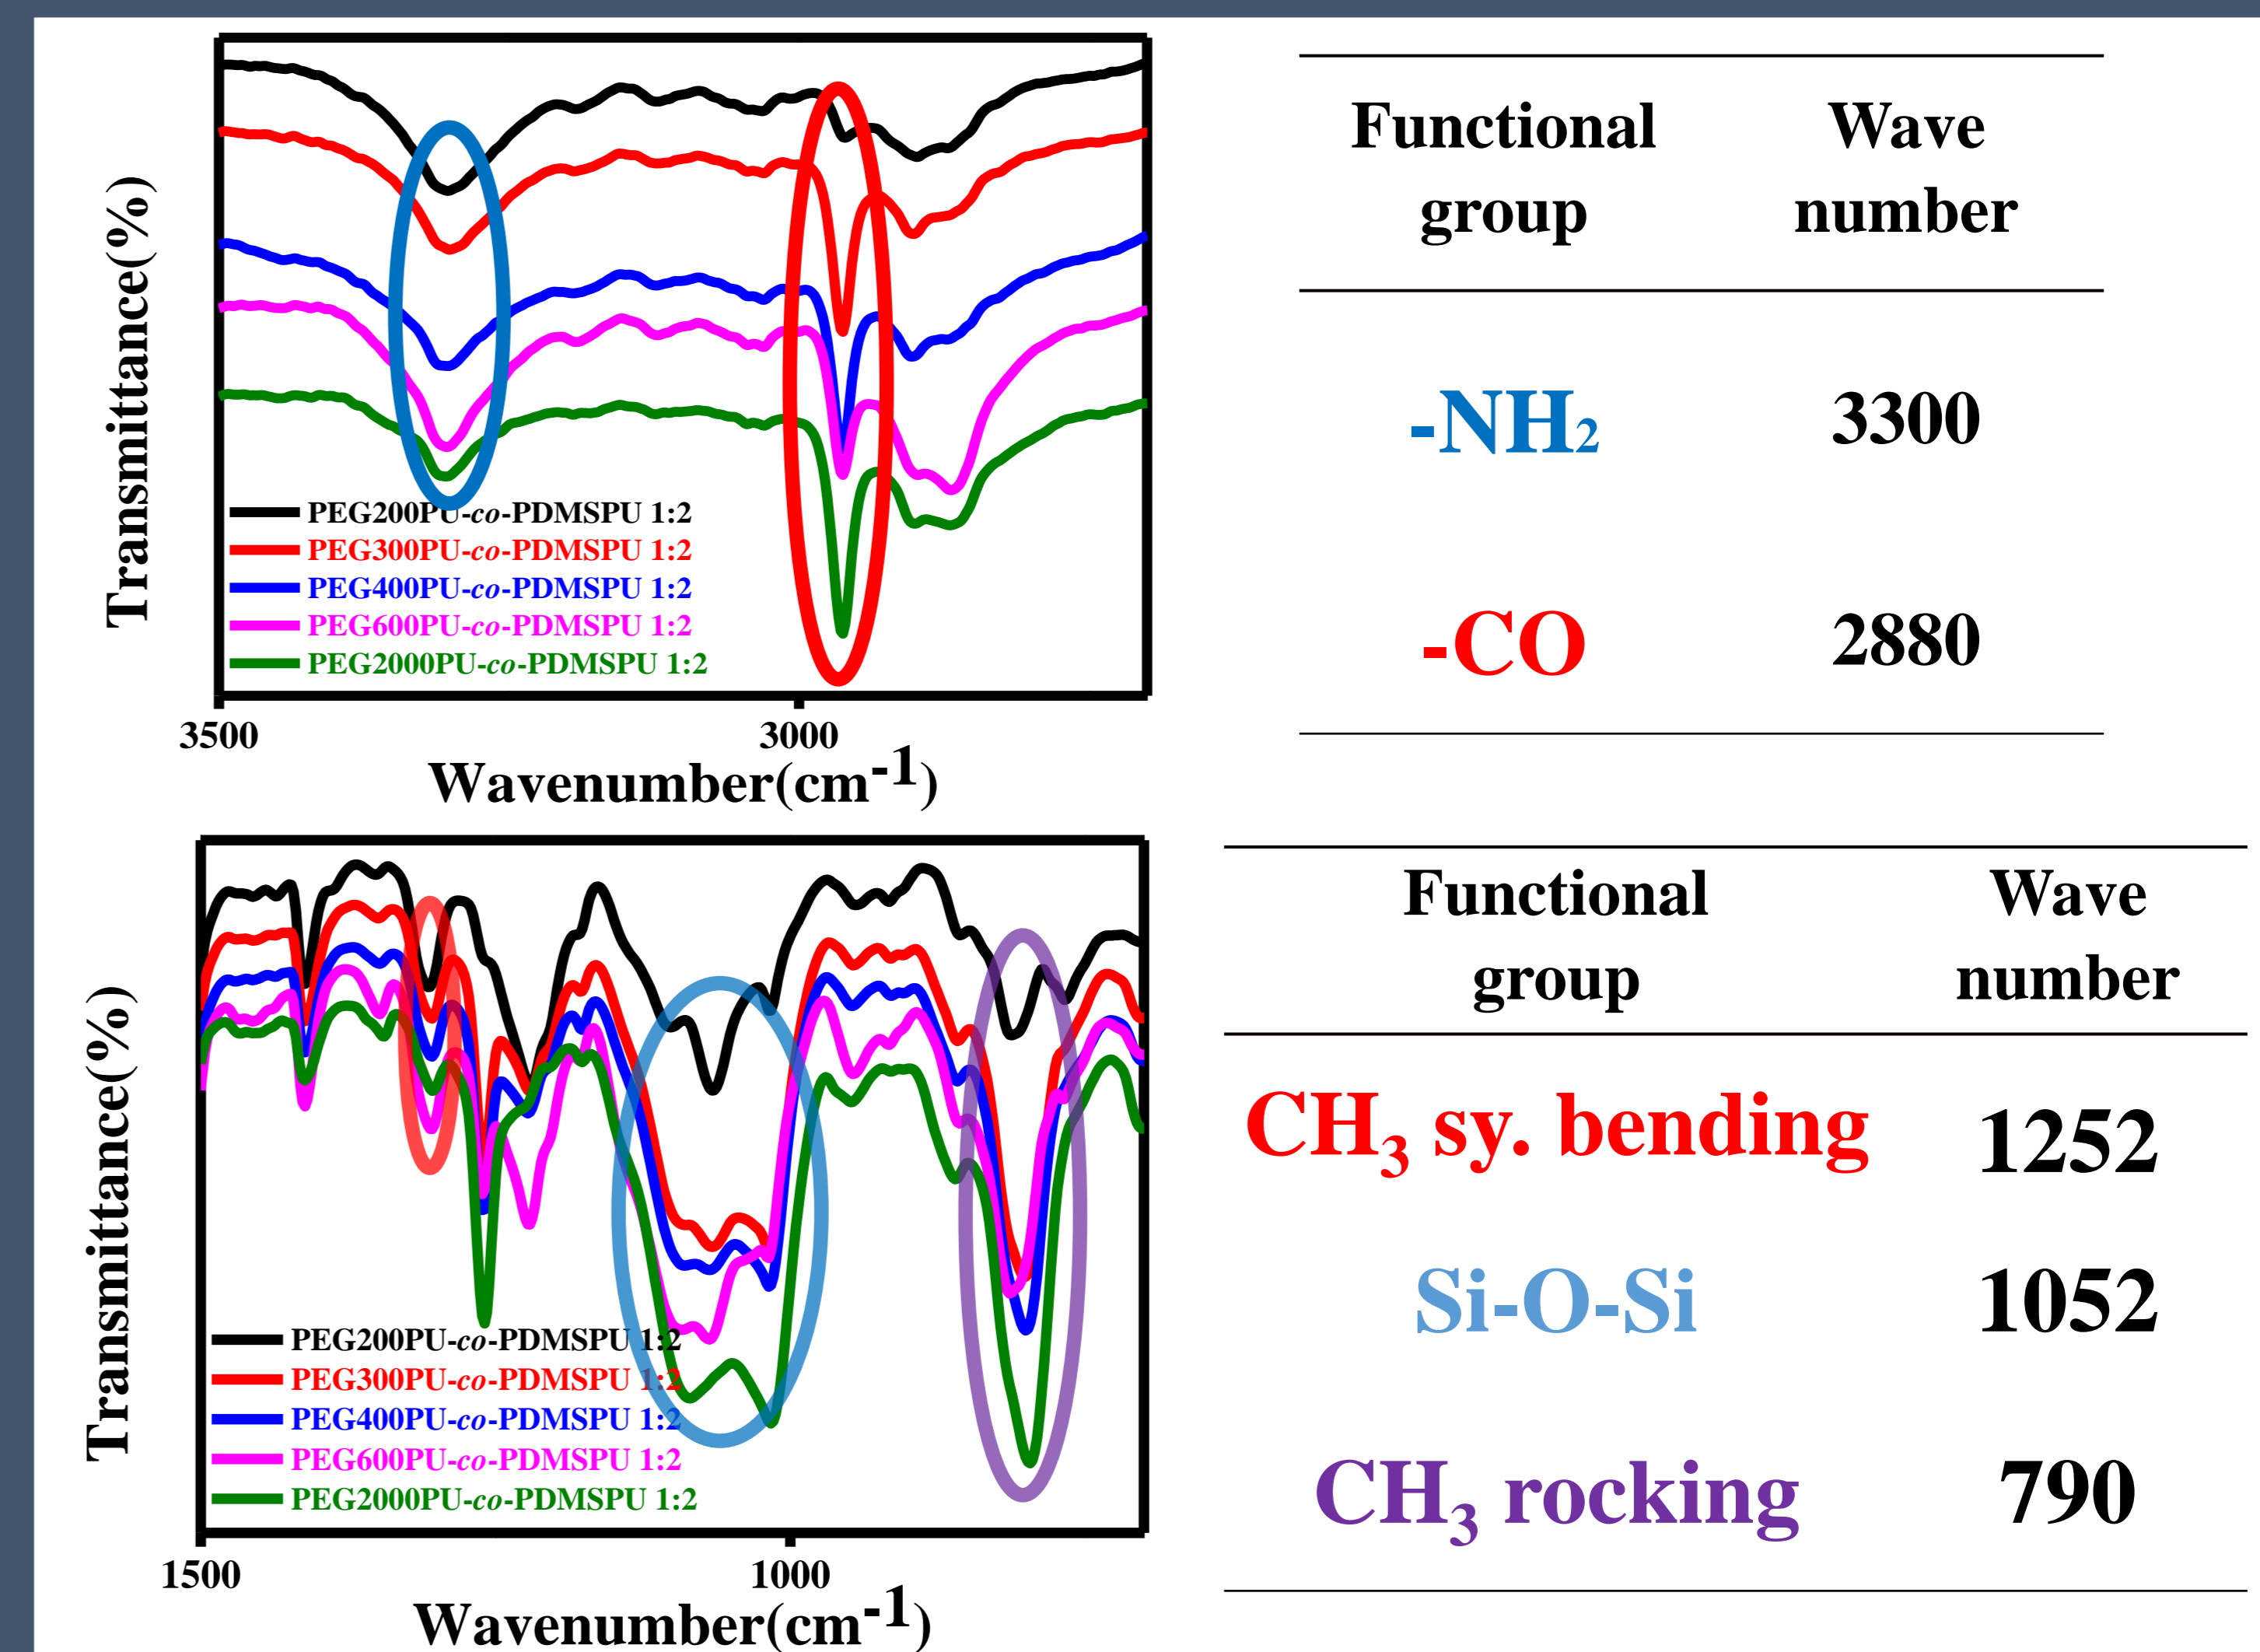 Transmittance(%)
PEG200PU-co-PDMSPU 1:2
PEG300PU-co-PDMSPU 1:2
PEG400PU-co-PDMSPU 1:2
PEG600PU-co-PDMSPU 1:2
PEG2000PU-co-PDMSPU 1:2
3500 3000
Wavenumber(cm⁻¹)
Functional Wave
group number
-NH₂ 3300
-CO 2880
Transmittance(%)
PEG200PU-co-PDMSPU 1:2
PEG300PU-co-PDMSPU 1:2
PEG400PU-co-PDMSPU 1:2
PEG600PU-co-PDMSPU 1:2
PEG2000PU-co-PDMSPU 1:2
1500 1000
Wavenumber(cm⁻¹)
Functional Wave
group number
CH₃ sy. bending 1252
Si-O-Si 1052
CH₃ rocking 790